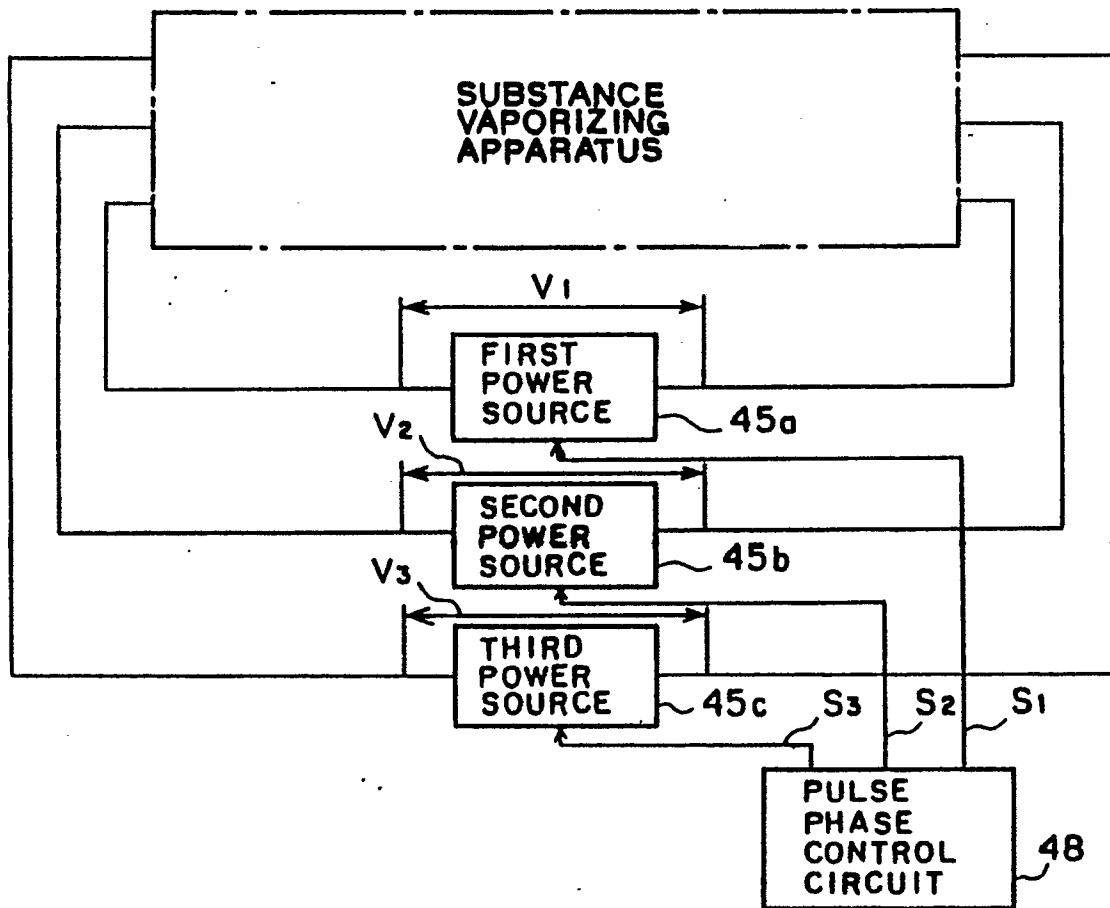 SUBSTANCE
VAPORIZING
APPARATUS
V1
FIRST
POWER
SOURCE
45a
V2
SECOND
POWER
SOURCE
45b
V3
THIRD
POWER
SOURCE
45c
S3
S2
S1
PULSE
PHASE
CONTROL
CIRCUIT
48